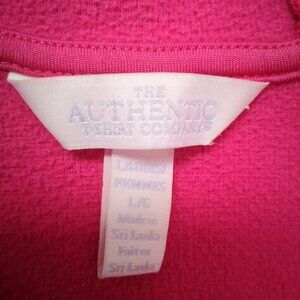 THE
AUTHENTIC
T-SHIRT COMPANY®
LADIES/
FEMMES
L/G
Made in
Sri Lanka
Fait en
Sri Lanka